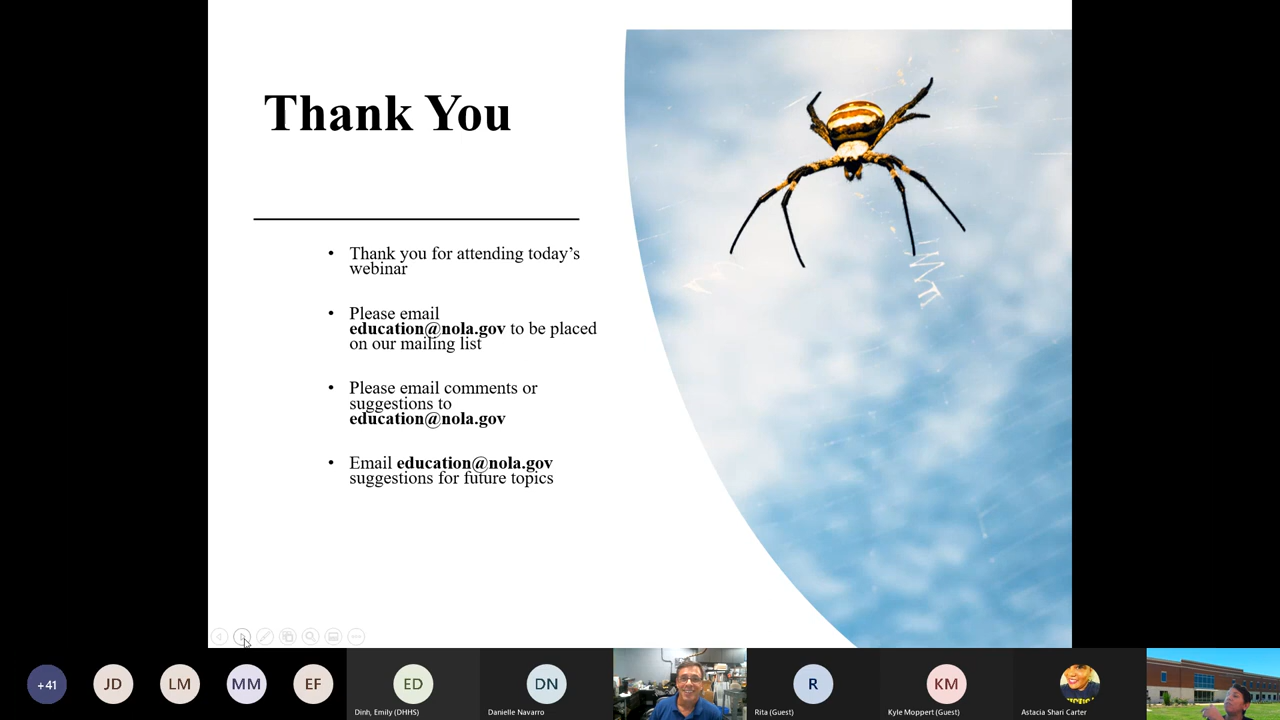 Thank You
• Thank you for attending today's
webinar
• Please email
education@nola.gov to be placed
on our mailing list
• Please email comments or
suggestions to
education@nola.gov
• Email education@nola.gov
suggestions for future topics
+41
JD
LM
MM
EF
ED
DN
R
KM
Dinh, Emily (DHHS)
Danielle Navarro
Rita (Guest)
Kyle Moppert (Guest)
Astacia Shari Carter